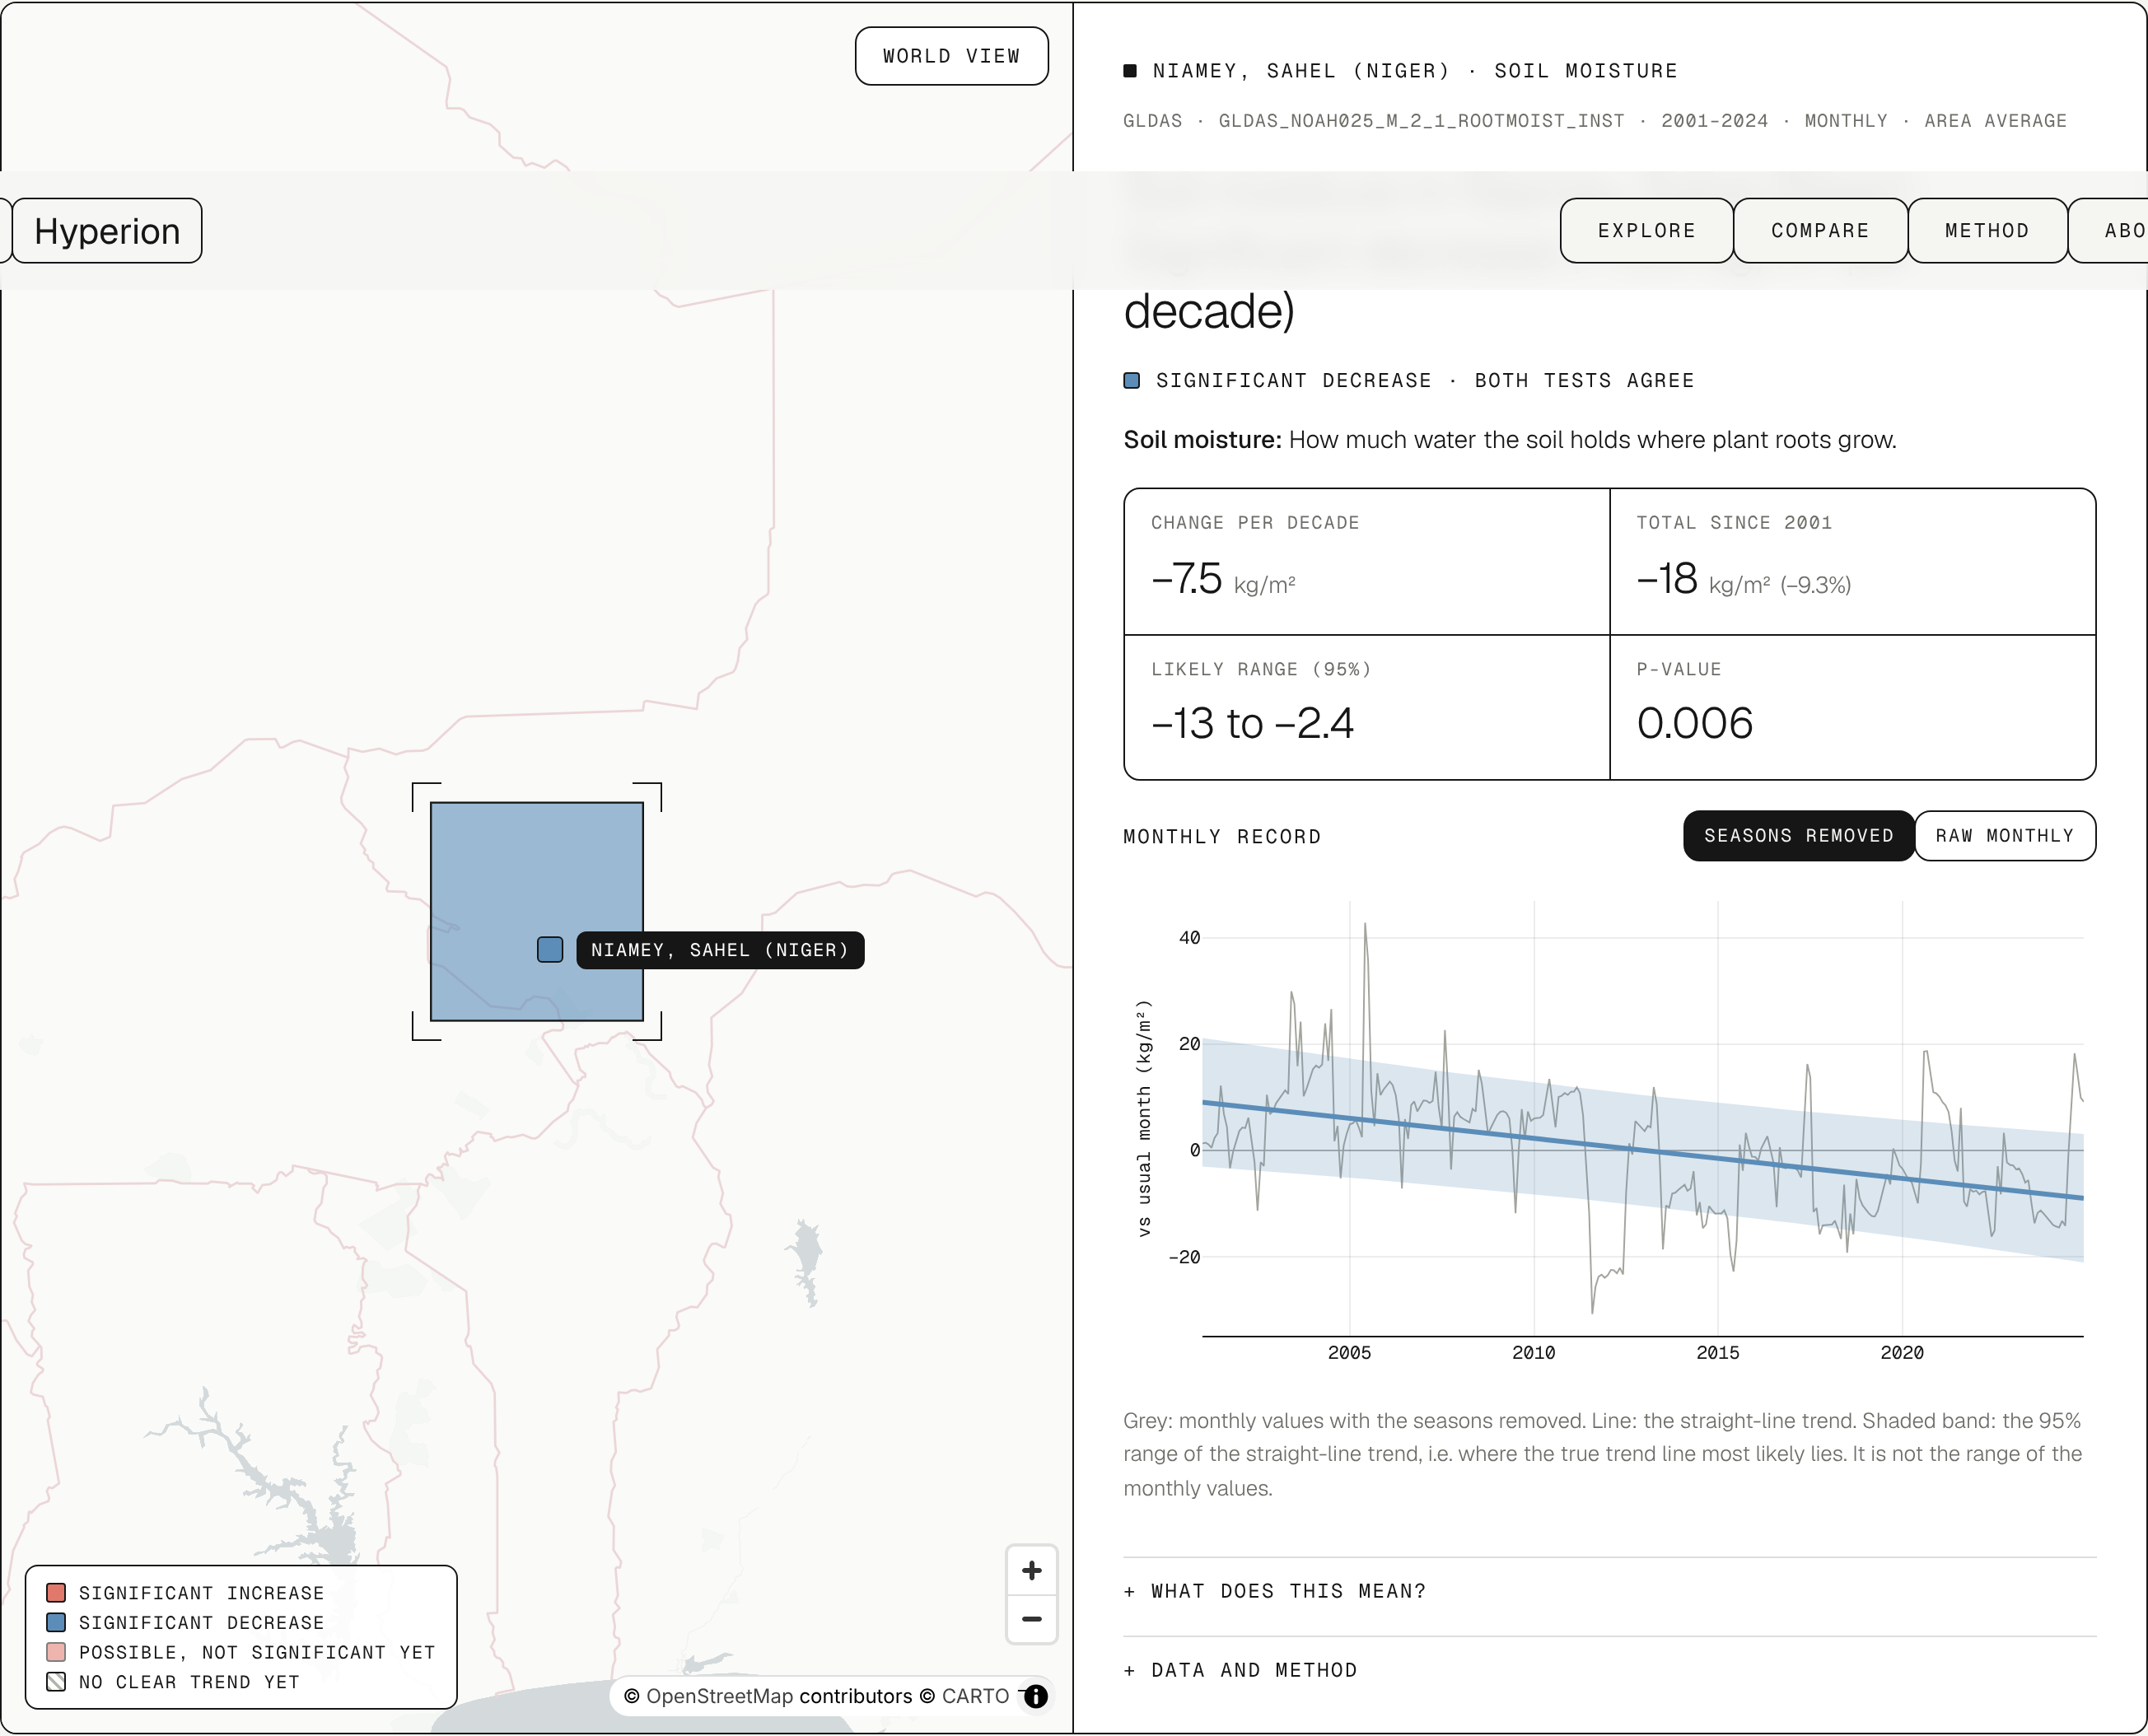 WORLD VIEW
NIAMEY, SAHEL (NIGER) · SOIL MOISTURE
GLDAS · GLDAS_NOAH025_M_2_1_ROOTMOIST_INST · 2001–2024 · MONTHLY · AREA AVERAGE
Hyperion
EXPLORE
COMPARE
METHOD
ABO
decade)
SIGNIFICANT DECREASE · BOTH TESTS AGREE
Soil moisture: How much water the soil holds where plant roots grow.
CHANGE PER DECADE
−7.5 kg/m²
TOTAL SINCE 2001
−18 kg/m² (−9.3%)
LIKELY RANGE (95%)
−13 to −2.4
P-VALUE
0.006
MONTHLY RECORD
SEASONS REMOVED
RAW MONTHLY
NIAMEY, SAHEL (NIGER)
vs usual month (kg/m²)
40
20
0
−20
2005
2010
2015
2020
Grey: monthly values with the seasons removed. Line: the straight-line trend. Shaded band: the 95%
range of the straight-line trend, i.e. where the true trend line most likely lies. It is not the range of the
monthly values.
+ WHAT DOES THIS MEAN?
+ DATA AND METHOD
SIGNIFICANT INCREASE
SIGNIFICANT DECREASE
POSSIBLE, NOT SIGNIFICANT YET
NO CLEAR TREND YET
+
−
© OpenStreetMap contributors © CARTO